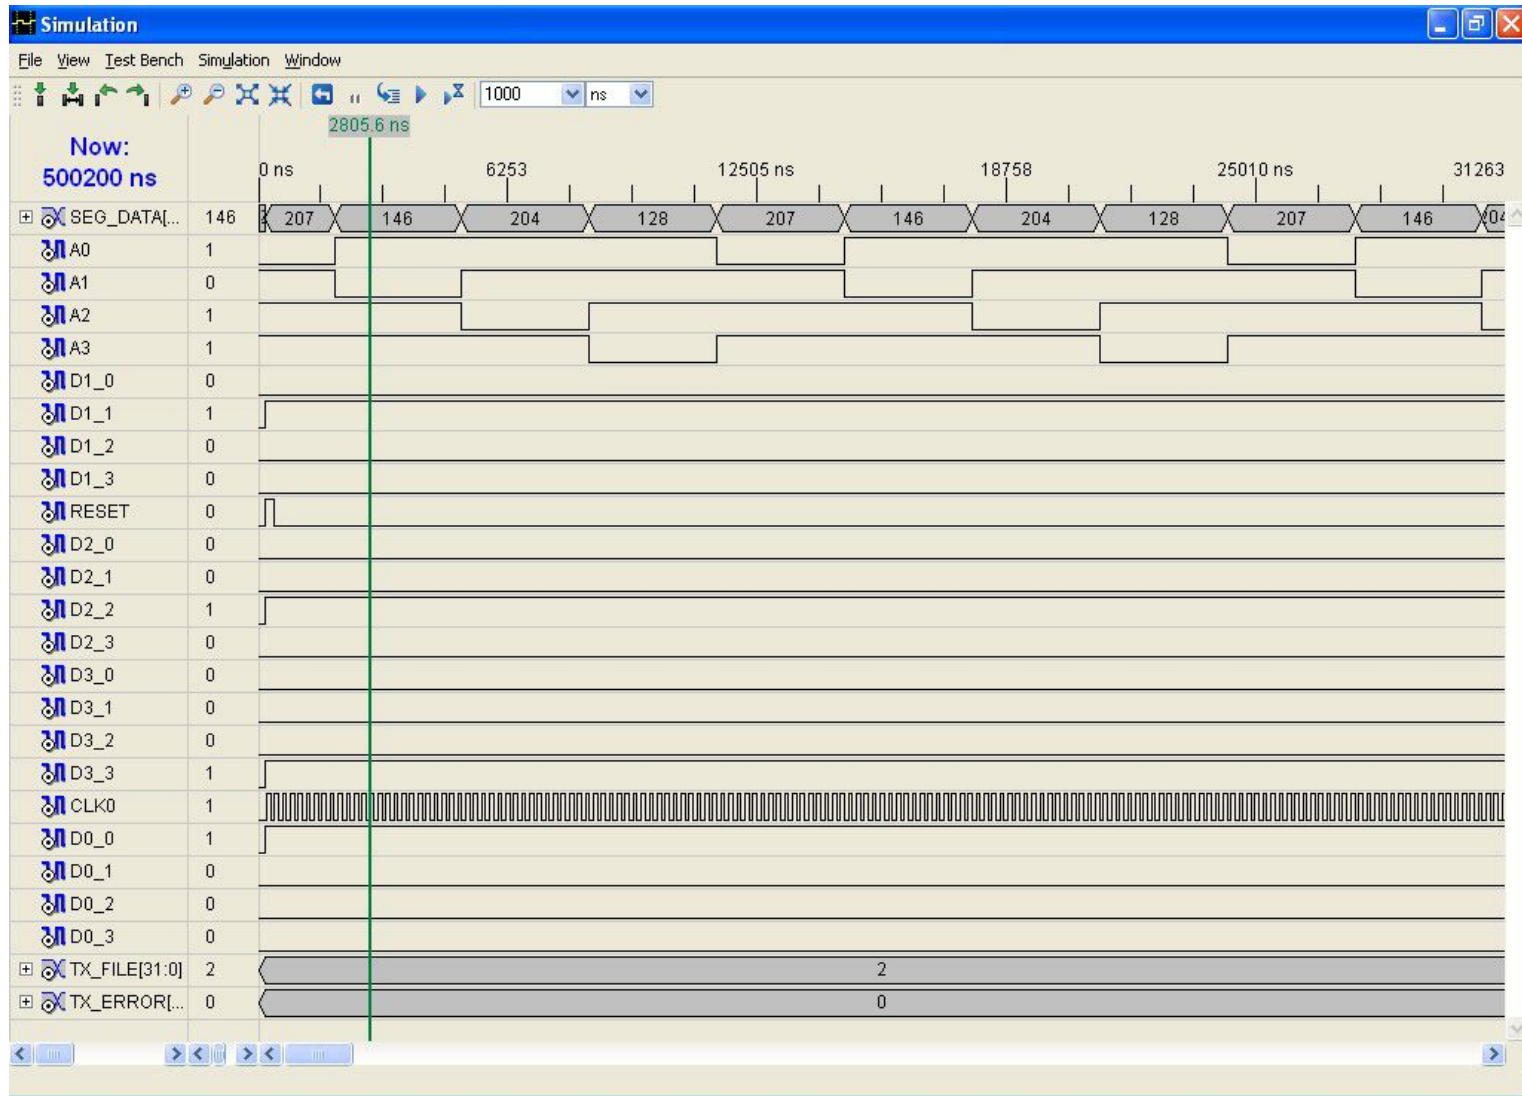 Simulation
File View Test Bench Simulation Window
1000 ns
2805.6 ns
Now:
500200 ns
0 ns 6253 12505 ns 18758 25010 ns 31263
SEG_DATA[... 146 207 146 204 128 207 146 204 128 207 146
A0 1
A1 0
A2 1
A3 1
D1_0 0
D1_1 1
D1_2 0
D1_3 0
RESET 0
D2_0 0
D2_1 0
D2_2 1
D2_3 0
D3_0 0
D3_1 0
D3_2 0
D3_3 1
CLK0 1
D0_0 1
D0_1 0
D0_2 0
D0_3 0
TX_FILE[31:0] 2 2
TX_ERROR[... 0 0